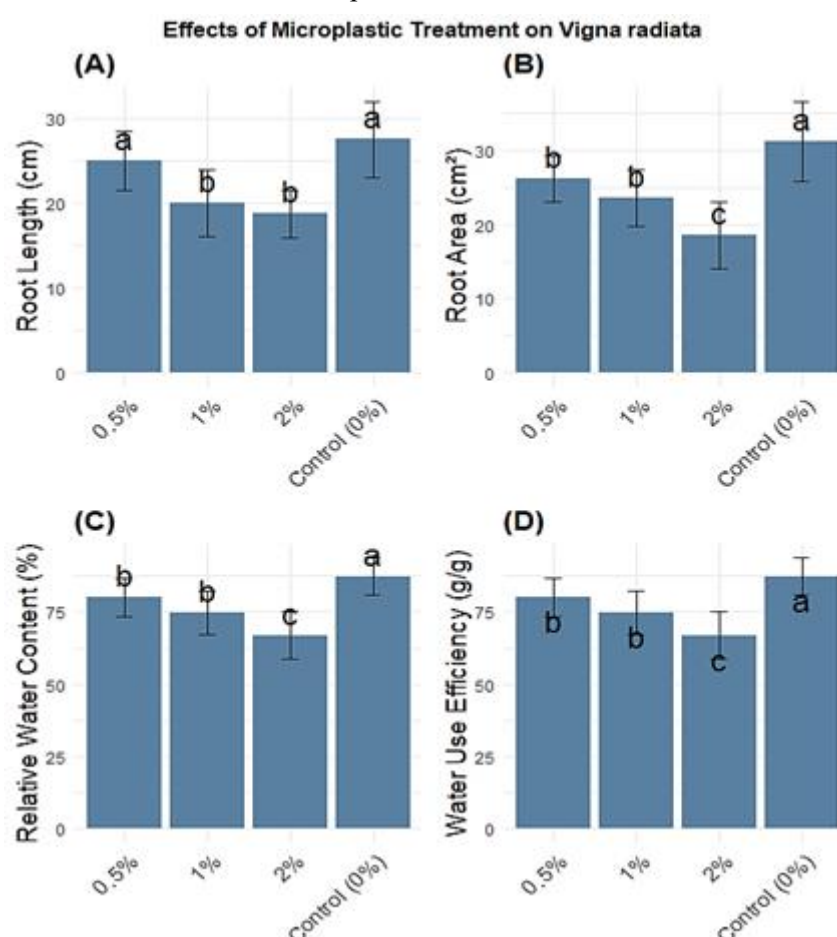 Effects of Microplastic Treatment on Vigna radiata
(A)
Root Length (cm)
30
20
10
0
a
b
b
a
0.5%
1%
2%
Control (0%)
(B)
Root Area (cm²)
30
20
10
0
b
b
c
a
0.5%
1%
2%
Control (0%)
(C)
Relative Water Content (%)
75
50
25
0
b
b
c
a
0.5%
1%
2%
Control (0%)
(D)
Water Use Efficiency (g/g)
75
50
25
0
b
b
c
a
0.5%
1%
2%
Control (0%)